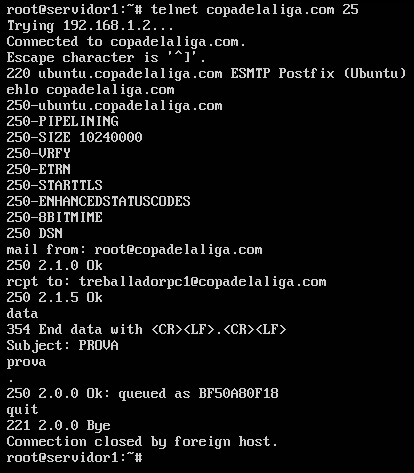 root@servidor1:~# telnet copadelaliga.com 25
Trying 192.168.1.2...
Connected to copadelaliga.com.
Escape character is '^]'.
220 ubuntu.copadelaliga.com ESMTP Postfix (Ubuntu)
ehlo copadelaliga.com
250-ubuntu.copadelaliga.com
250-PIPELINING
250-SIZE 10240000
250-VRFY
250-ETRN
250-STARTTLS
250-ENHANCEDSTATUSCODES
250-8BITMIME
250 DSN
mail from: root@copadelaliga.com
250 2.1.0 Ok
rcpt to: treballadorpc1@copadelaliga.com
250 2.1.5 Ok
data
354 End data with <CR><LF>.<CR><LF>
Subject: PROVA
prova
.
250 2.0.0 Ok: queued as BF50A80F18
quit
221 2.0.0 Bye
Connection closed by foreign host.
root@servidor1:~#